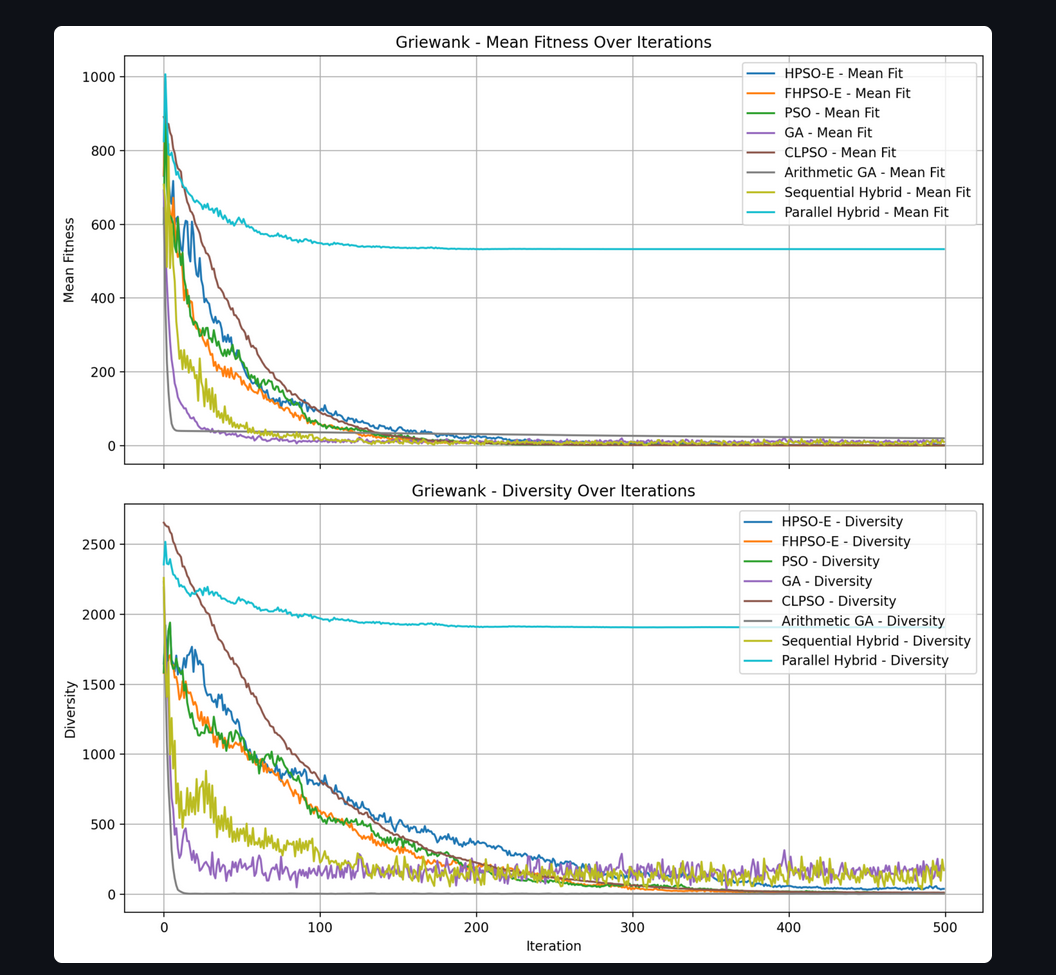 Griewank - Mean Fitness Over Iterations
1000
800
600
400
200
0
Mean Fitness
HPSO-E - Mean Fit
FHPSO-E - Mean Fit
PSO - Mean Fit
GA - Mean Fit
CLPSO - Mean Fit
Arithmetic GA - Mean Fit
Sequential Hybrid - Mean Fit
Parallel Hybrid - Mean Fit
Griewank - Diversity Over Iterations
2500
2000
1500
1000
500
0
Diversity
HPSO-E - Diversity
FHPSO-E - Diversity
PSO - Diversity
GA - Diversity
CLPSO - Diversity
Arithmetic GA - Diversity
Sequential Hybrid - Diversity
Parallel Hybrid - Diversity
0 100 200 300 400 500
Iteration